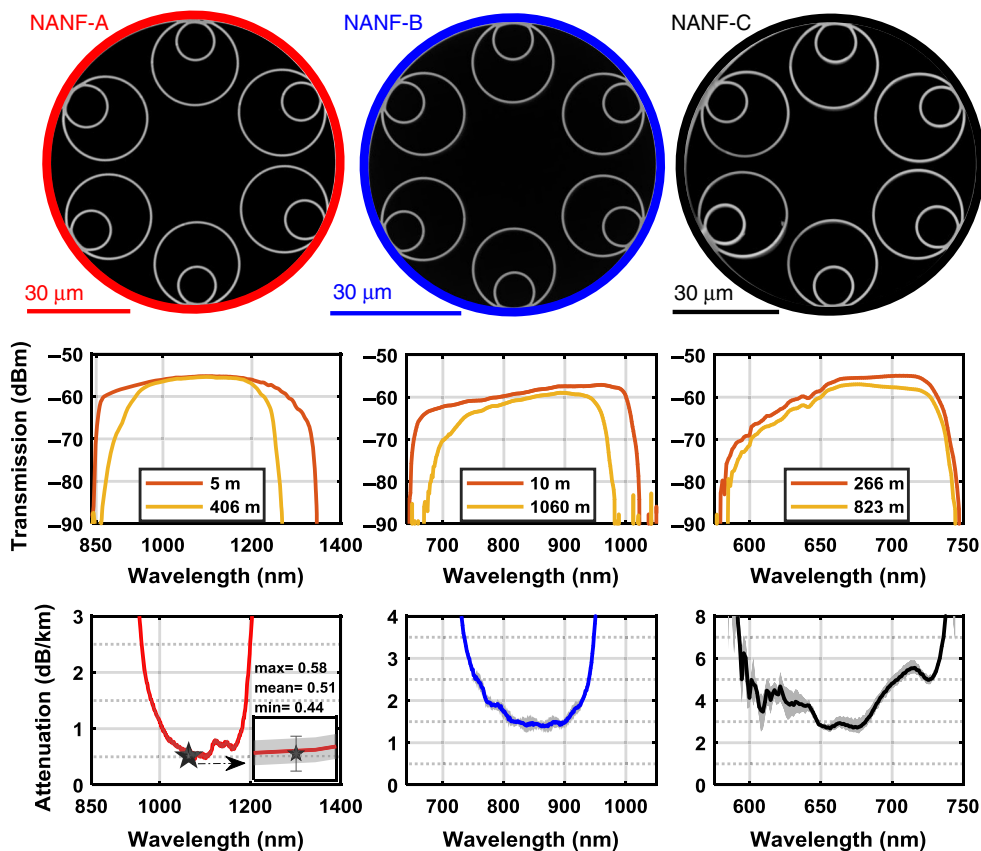 NANF-A
NANF-B
NANF-C
30 μm
30 μm
30 μm
Transmission (dBm)
−50
−60
−70
−80
−90
5 m
406 m
850 1000 1200 1400
Wavelength (nm)
−50
−60
−70
−80
−90
10 m
1060 m
700 800 900 1000
Wavelength (nm)
−50
−60
−70
−80
−90
266 m
823 m
600 650 700 750
Wavelength (nm)
Attenuation (dB/km)
3
2
1
0
max= 0.58
mean= 0.51
min= 0.44
850 1000 1200 1400
Wavelength (nm)
4
3
2
1
0
700 800 900 1000
Wavelength (nm)
8
6
4
2
0
600 650 700 750
Wavelength (nm)